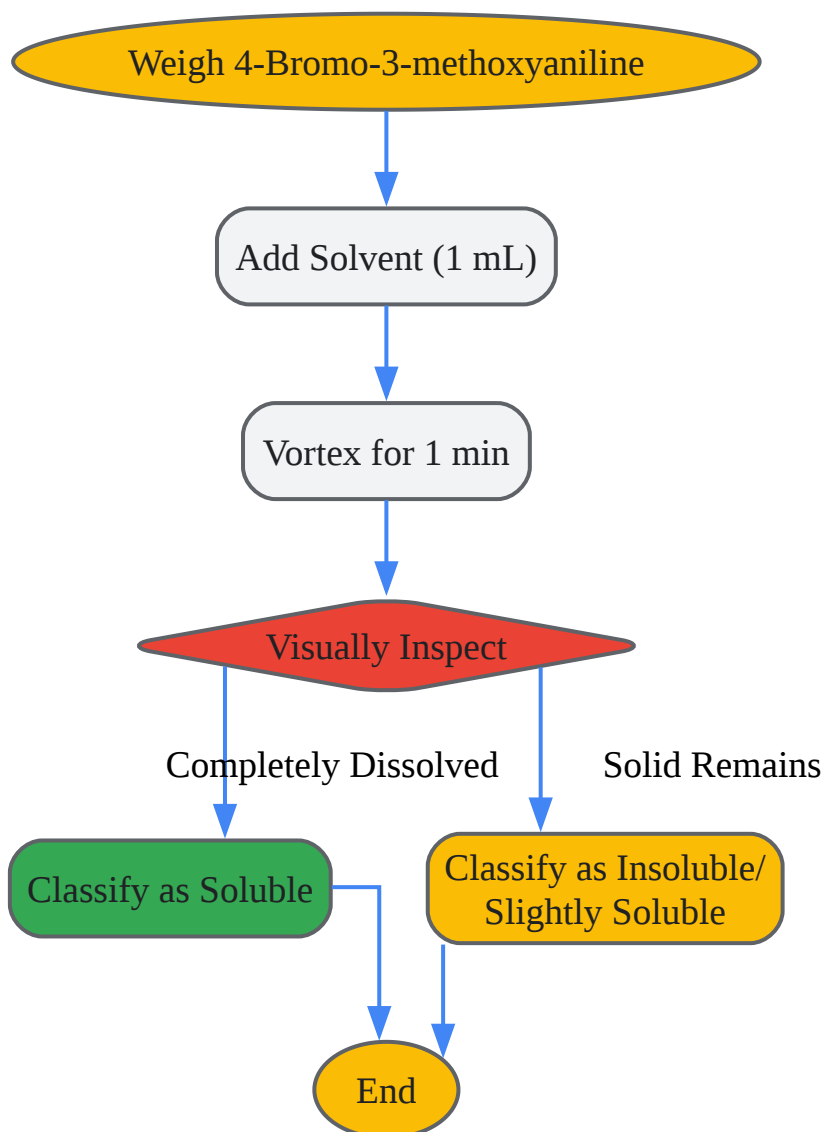 Weigh 4-Bromo-3-methoxyaniline
Add Solvent (1 mL)
Vortex for 1 min
Visually Inspect
Completely Dissolved
Solid Remains
Classify as Soluble
Classify as Insoluble/
Slightly Soluble
End